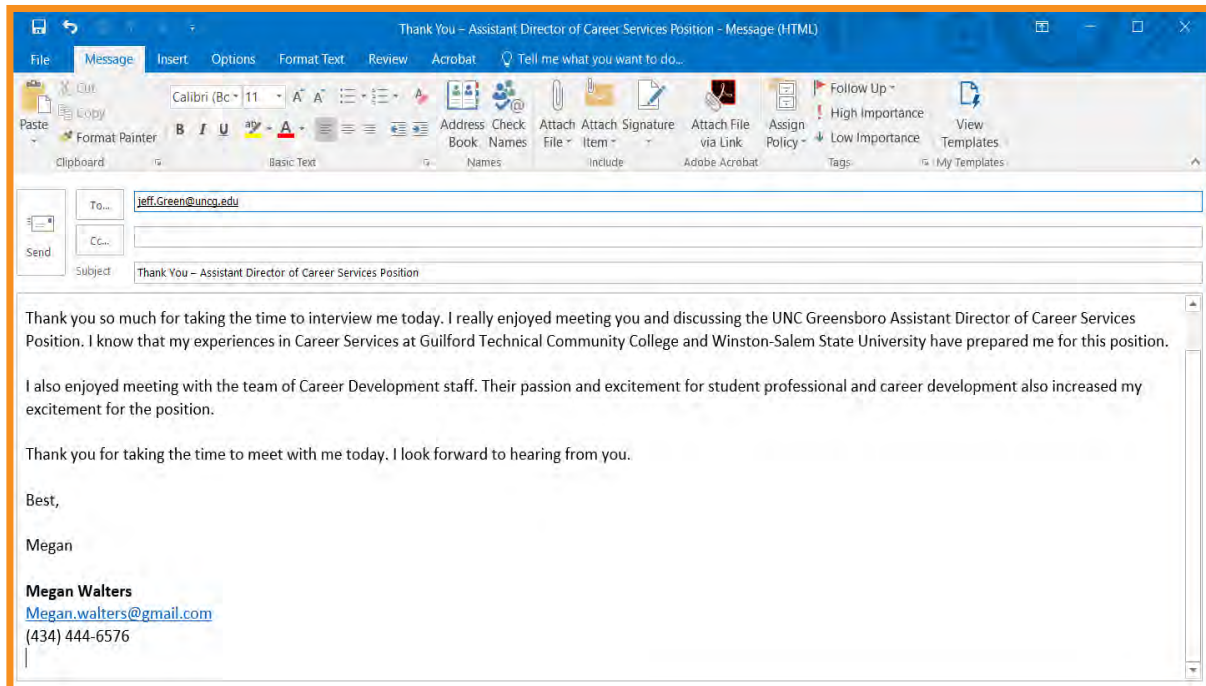 Thank You – Assistant Director of Career Services Position - Message (HTML)
File Message Insert Options Format Text Review Acrobat Tell me what you want to do...
Cut
Copy
Paste
Format Painter
Clipboard
Calibri (Bc 11 A A
B I U A
Basic Text
Address Book
Check Names
Names
Attach File
Attach Item
Signature
Include
Attach File via Link
Adobe Acrobat
Assign Policy
Follow Up
High Importance
Low Importance
Tags
View Templates
My Templates
Send
To... jeff.Green@uncg.edu
Cc...
Subject Thank You – Assistant Director of Career Services Position
Thank you so much for taking the time to interview me today. I really enjoyed meeting you and discussing the UNC Greensboro Assistant Director of Career Services
Position. I know that my experiences in Career Services at Guilford Technical Community College and Winston-Salem State University have prepared me for this position.
I also enjoyed meeting with the team of Career Development staff. Their passion and excitement for student professional and career development also increased my
excitement for the position.
Thank you for taking the time to meet with me today. I look forward to hearing from you.
Best,
Megan
Megan Walters
Megan.walters@gmail.com
(434) 444-6576